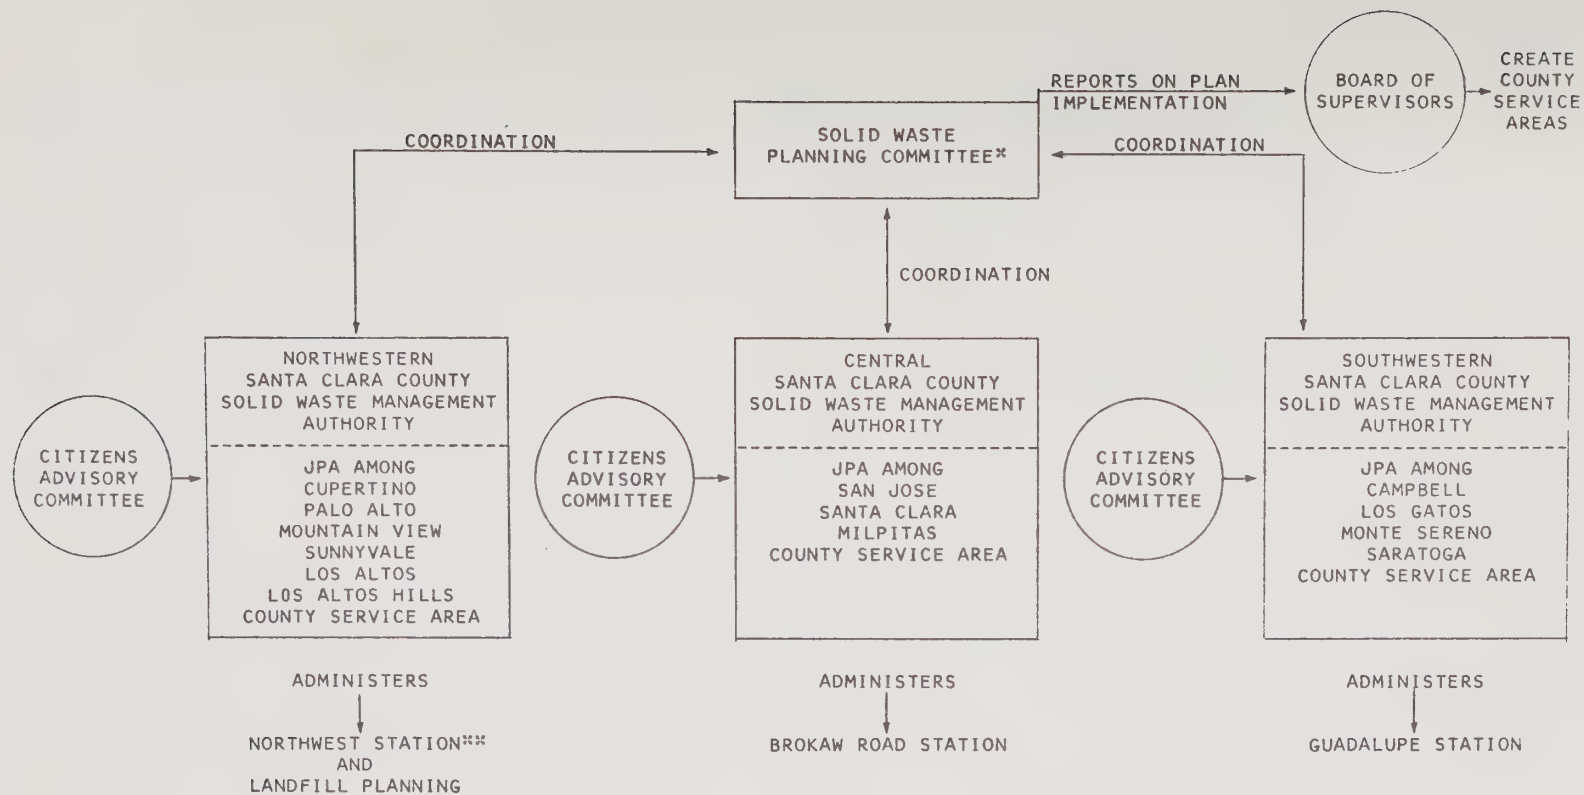 REPORTS ON PLAN
IMPLEMENTATION
BOARD OF
SUPERVISORS
CREATE
COUNTY
SERVICE
AREAS
COORDINATION
SOLID WASTE
PLANNING COMMITTEE*
COORDINATION
COORDINATION
CITIZENS
ADVISORY
COMMITTEE
NORTHWESTERN
SANTA CLARA COUNTY
SOLID WASTE MANAGEMENT
AUTHORITY
JPA AMONG
CUPERTINO
PALO ALTO
MOUNTAIN VIEW
SUNNYVALE
LOS ALTOS
LOS ALTOS HILLS
COUNTY SERVICE AREA
ADMINISTERS
NORTHWEST STATION**
AND
LANDFILL PLANNING
CITIZENS
ADVISORY
COMMITTEE
CENTRAL
SANTA CLARA COUNTY
SOLID WASTE MANAGEMENT
AUTHORITY
JPA AMONG
SAN JOSE
SANTA CLARA
MILPITAS
COUNTY SERVICE AREA
ADMINISTERS
BROKAW ROAD STATION
CITIZENS
ADVISORY
COMMITTEE
SOUTHWESTERN
SANTA CLARA COUNTY
SOLID WASTE MANAGEMENT
AUTHORITY
JPA AMONG
CAMPBELL
LOS GATOS
MONTE SERENO
SARATOGA
COUNTY SERVICE AREA
ADMINISTERS
GUADALUPE STATION